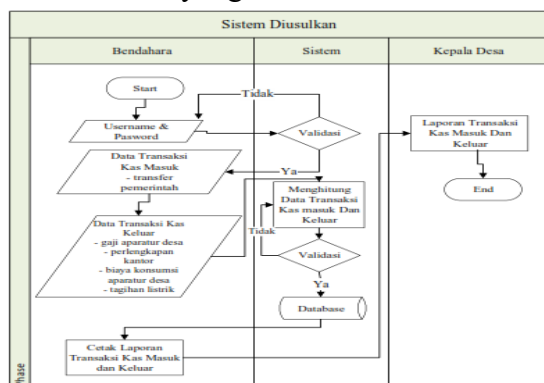 Sistem Diusulkan
Bendahara
Sistem
Kepala Desa
Start
Tidak
Username &
Pasword
Validasi
Laporan Transaksi
Kas Masuk Dan
Keluar
Data Transaksi
Kas Masuk
- transfer
pemerintah
Ya
Menghitung
Data Transaksi
Kas masuk Dan
Keluar
End
Data Transaksi Kas
Keluar
- gaji aparatur desa
- perlengkapan
kantor
- biaya konsumsi
aparatur desa
- tagihan listrik
Tidak
Validasi
Ya
Database
Cetak Laporan
Transaksi Kas Masuk
dan Keluar
Phase